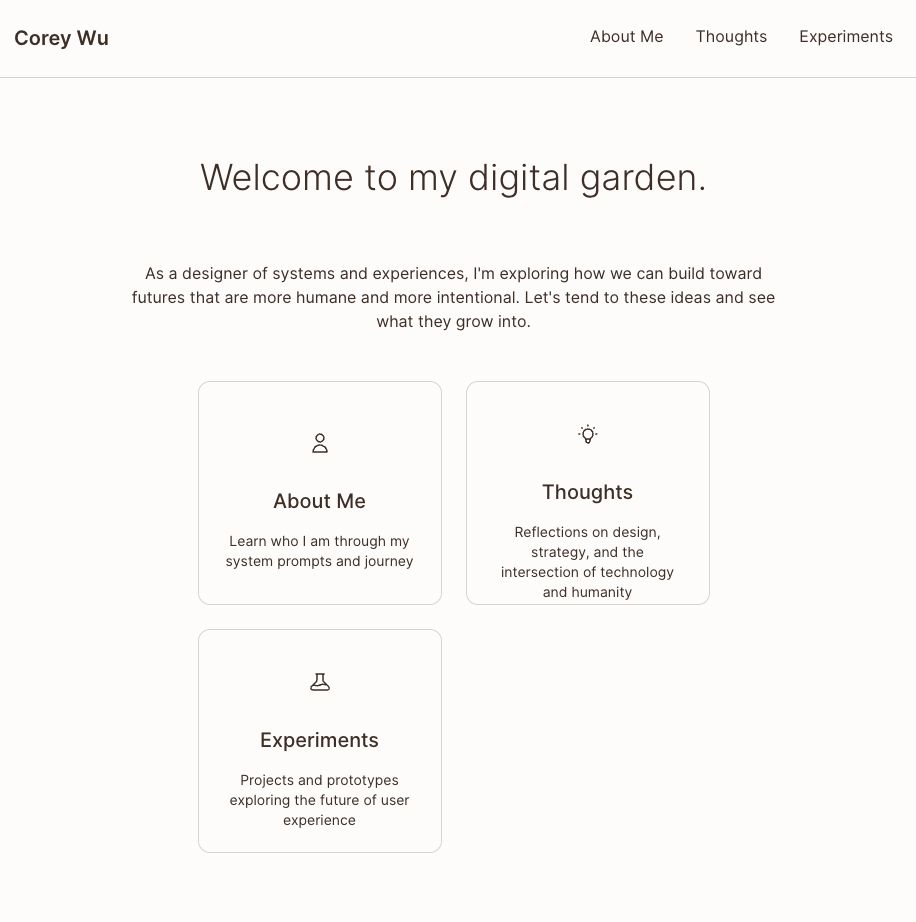 Corey Wu
About Me
Thoughts
Experiments
Welcome to my digital garden.
As a designer of systems and experiences, I'm exploring how we can build toward
futures that are more humane and more intentional. Let's tend to these ideas and see
what they grow into.
About Me
Learn who I am through my
system prompts and journey
Thoughts
Reflections on design,
strategy, and the
intersection of technology
and humanity
Experiments
Projects and prototypes
exploring the future of user
experience